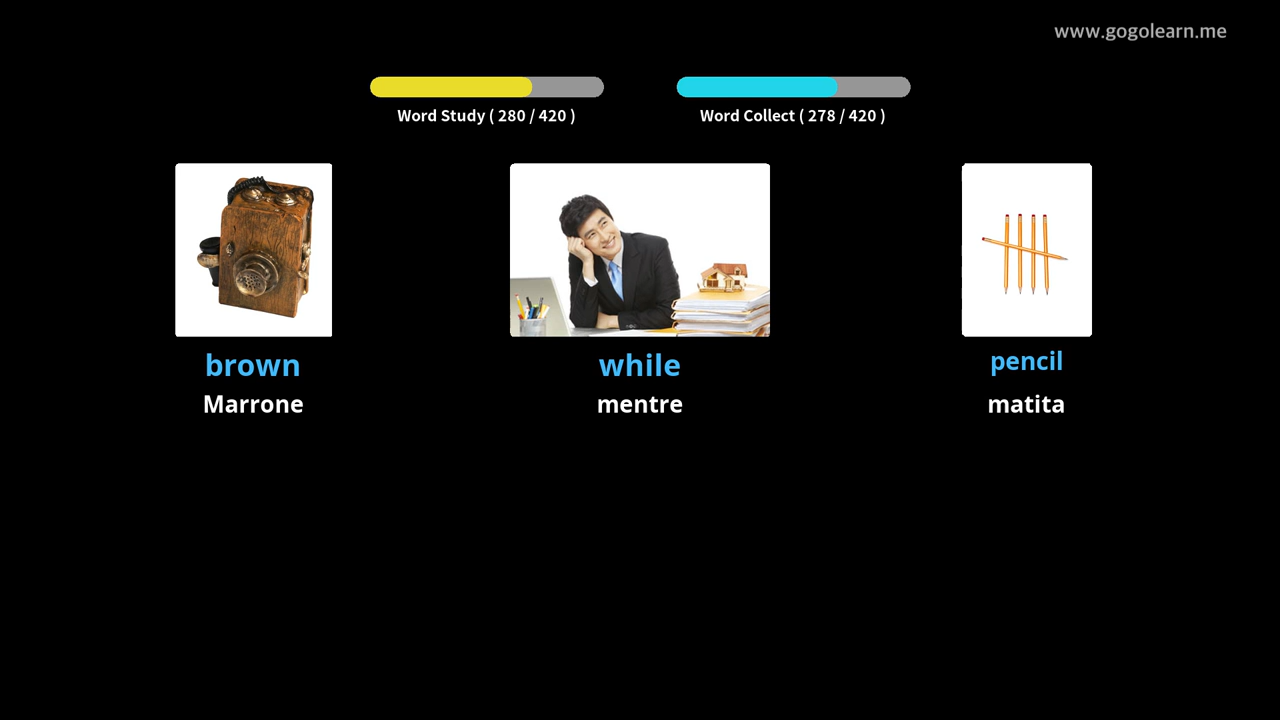 www.gogolearn.me
Word Study ( 280 / 420 )
Word Collect ( 278 / 420 )
brown
Marrone
while
mentre
pencil
matita